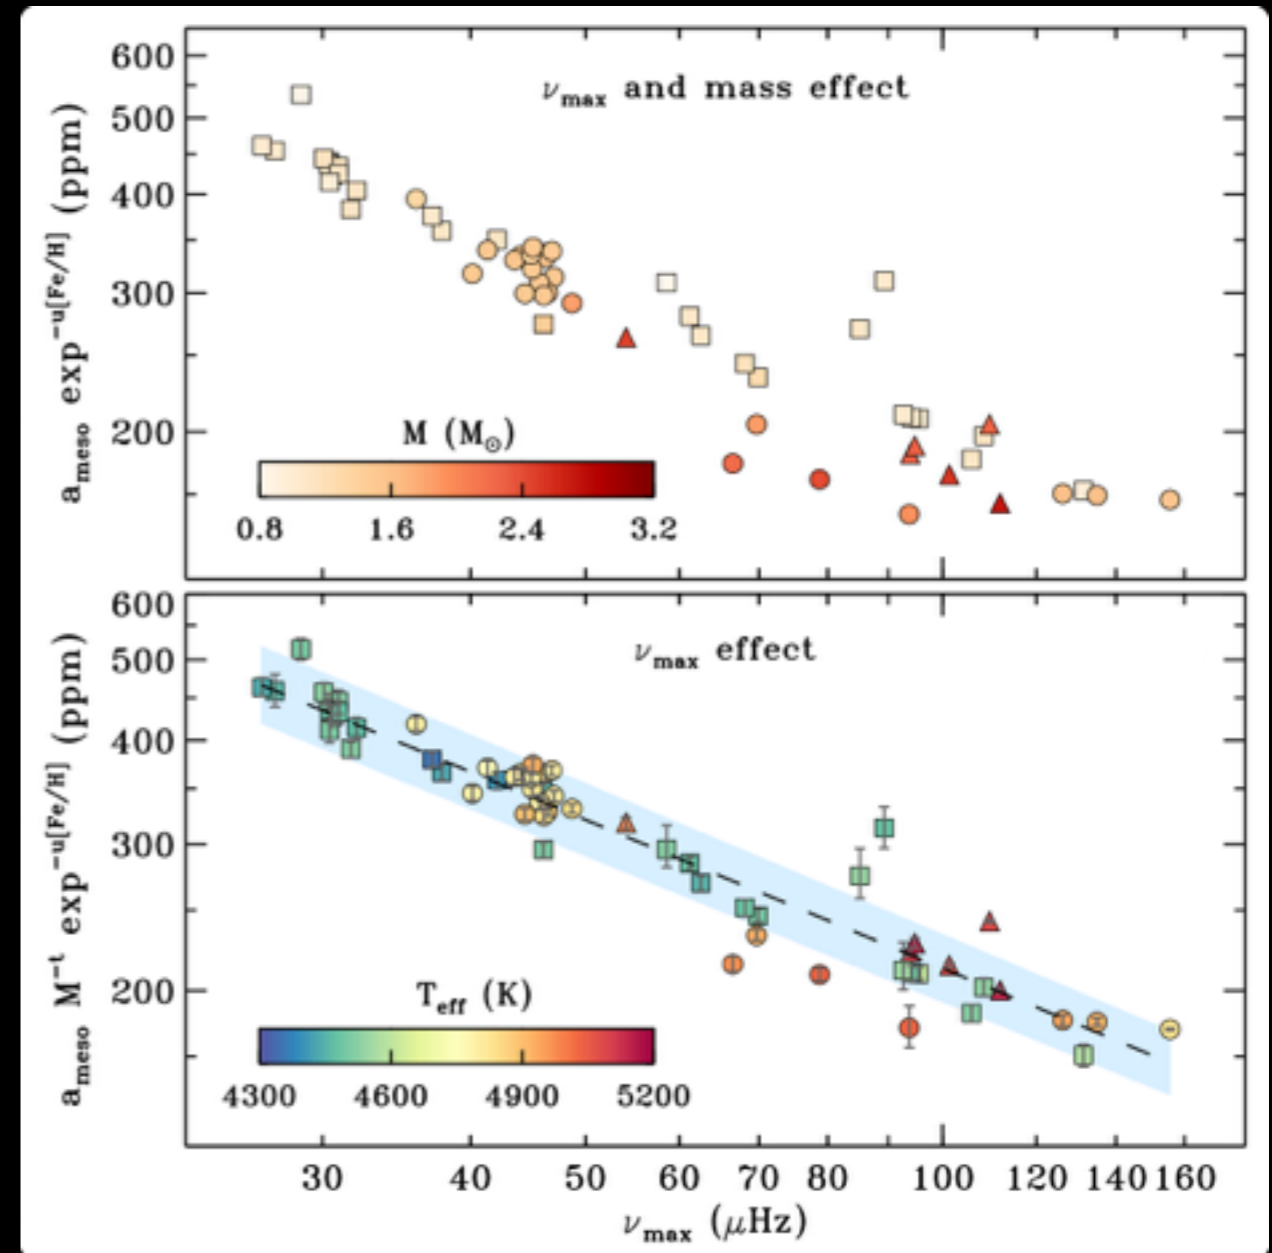 600
ν_max and mass effect
500
400
300
200
a_meso exp^−u[Fe/H] (ppm)
M (M_⊙)
0.8 1.6 2.4 3.2
600
ν_max effect
500
400
300
200
a_meso M^−t exp^−u[Fe/H] (ppm)
T_eff (K)
4300 4600 4900 5200
30 40 50 60 70 80 100 120 140 160
ν_max (μHz)